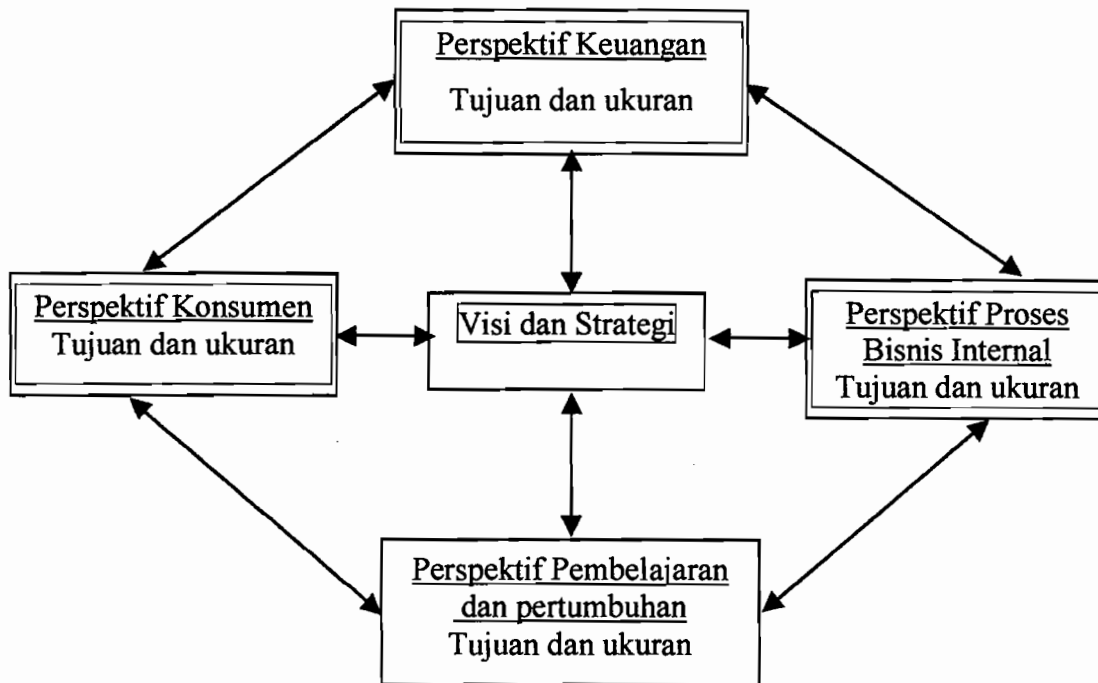 Perspektif Keuangan
Tujuan dan ukuran
Perspektif Konsumen
Tujuan dan ukuran
Visi dan Strategi
Perspektif Proses
Bisnis Internal
Tujuan dan ukuran
Perspektif Pembelajaran
dan pertumbuhan
Tujuan dan ukuran